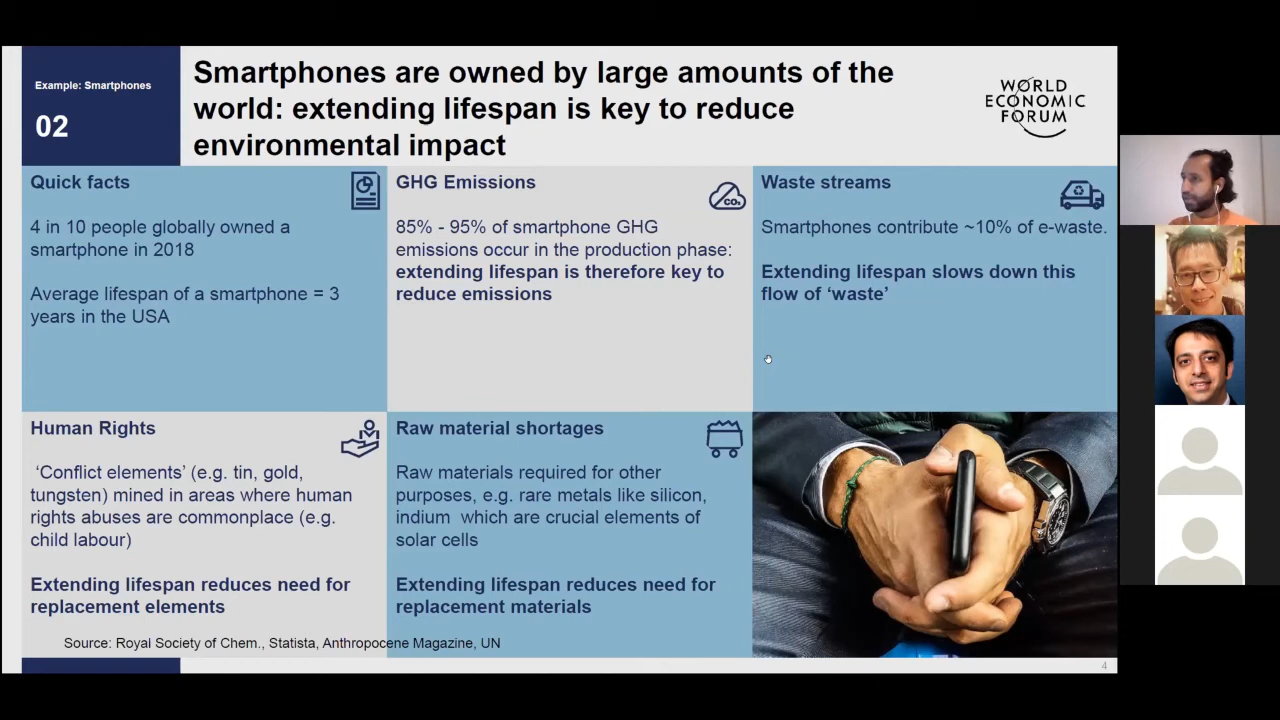 Example: Smartphones
02
Smartphones are owned by large amounts of the
world: extending lifespan is key to reduce
environmental impact
WORLD
ECONOMIC
FORUM
Quick facts
4 in 10 people globally owned a
smartphone in 2018
Average lifespan of a smartphone = 3
years in the USA
GHG Emissions
CO₂
85% - 95% of smartphone GHG
emissions occur in the production phase:
extending lifespan is therefore key to
reduce emissions
Waste streams
Smartphones contribute ~10% of e-waste.
Extending lifespan slows down this
flow of ‘waste’
Human Rights
‘Conflict elements’ (e.g. tin, gold,
tungsten) mined in areas where human
rights abuses are commonplace (e.g.
child labour)
Extending lifespan reduces need for
replacement elements
Raw material shortages
Raw materials required for other
purposes, e.g. rare metals like silicon,
indium which are crucial elements of
solar cells
Extending lifespan reduces need for
replacement materials
Source: Royal Society of Chem., Statista, Anthropocene Magazine, UN
4